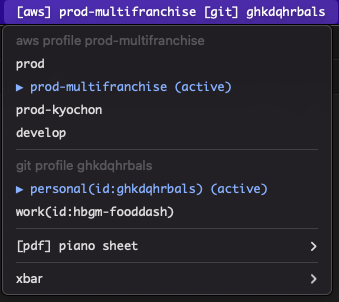 [aws] prod-multifranchise [git] ghkdqhrbals
aws profile prod-multifranchise
prod
▶ prod-multifranchise (active)
prod-kyochon
develop
git profile ghkdqhrbals
▶ personal(id:ghkdqhrbals) (active)
work(id:hbgm-fooddash)
[pdf] piano sheet
xbar